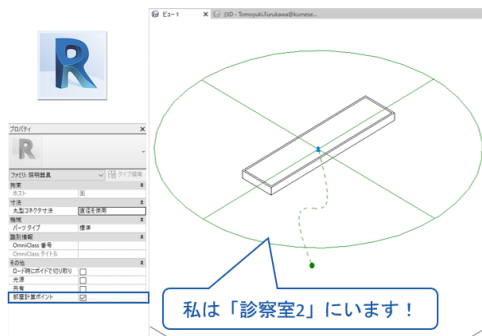 ビュー 1
(3D - Tomoyuki.Furukawa@kumese...
R
プロパティ
R
ファミリ: 照明器具
タイプ編集
拘束
ホスト
面
寸法
丸型コネクタ寸法
直径を使用
機械
パーツ タイプ
標準
識別情報
OmniClass 番号
OmniClass タイトル
その他
ロード時にボイドで切り取り
光源
共有
部屋計算ポイント
私は「診察室2」にいます！